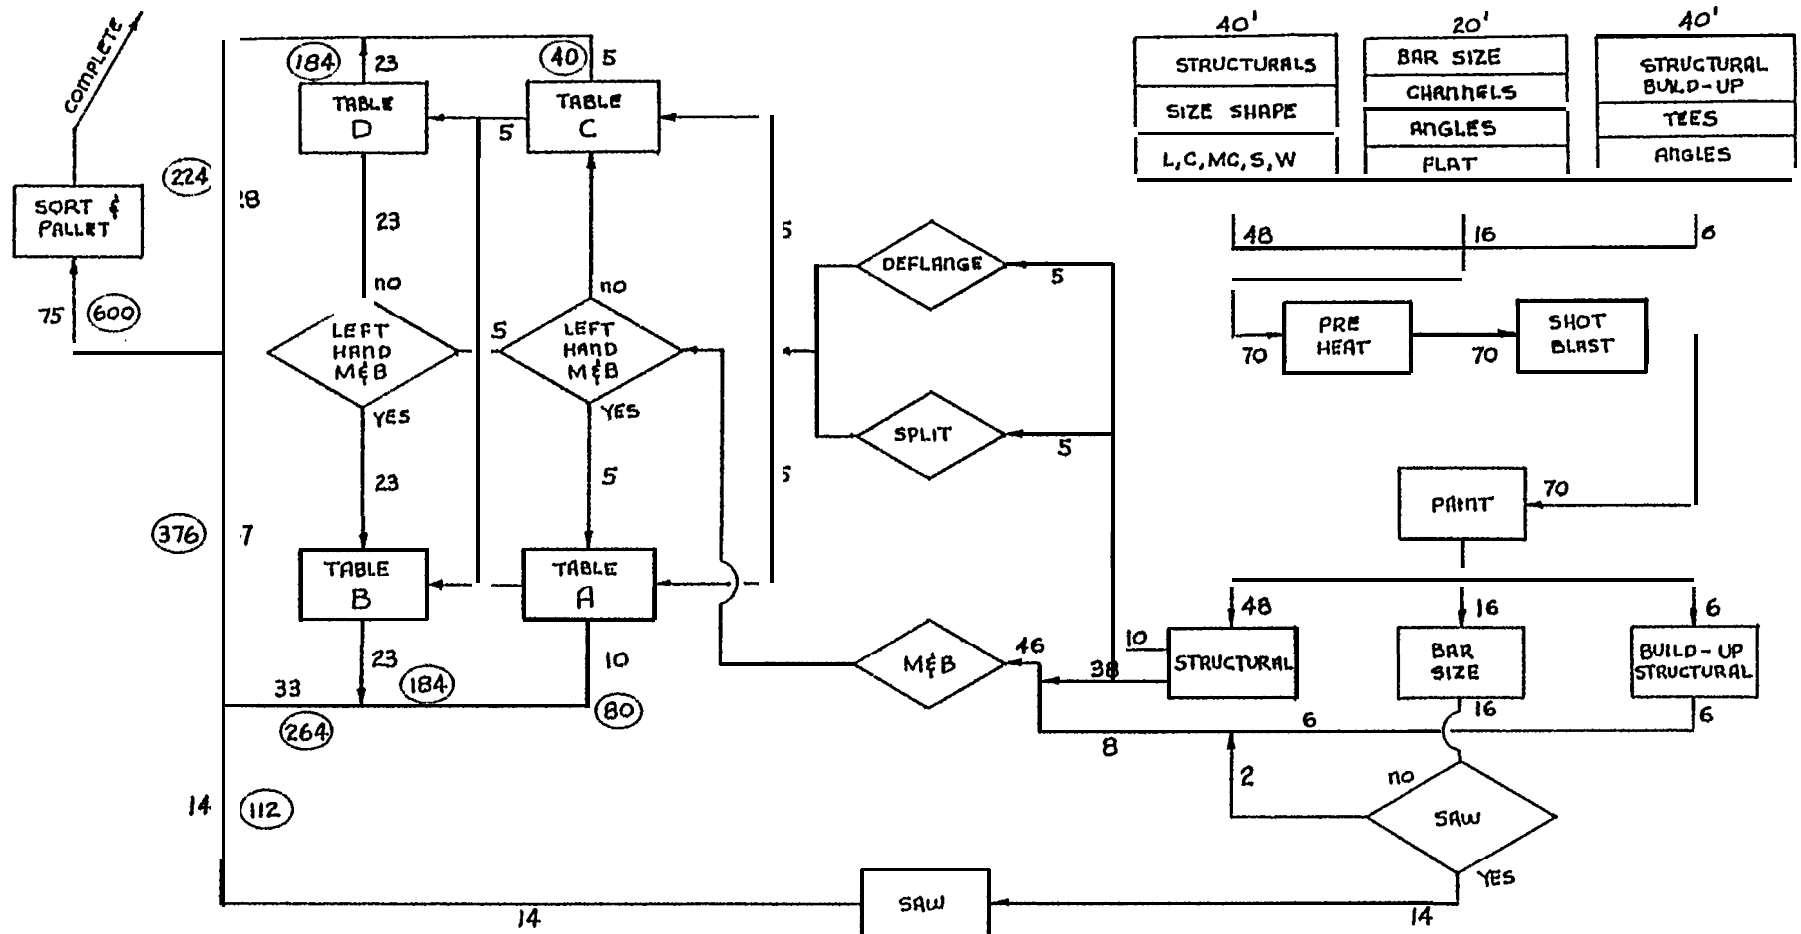 COMPLETE
SORT &
PALLET
75
600
224
28
376
7
14
112
184
23
40
5
TABLE
D
5
TABLE
C
23
no
no
LEFT
HAND
M&B
5
LEFT
HAND
M&B
YES
YES
23
5
TABLE
B
TABLE
A
23
10
33
184
264
80
5
5
DEFLANGE
5
SPLIT
5
M&B
46
38
10
8
6
2
40'
STRUCTURALS
SIZE SHAPE
L, C, MC, S, W
20'
BAR SIZE
CHANNELS
ANGLES
FLAT
40'
STRUCTURAL
BUILD-UP
TEES
ANGLES
48
16
6
70
PRE
HEAT
70
SHOT
BLAST
PAINT
70
48
16
6
STRUCTURAL
BAR
SIZE
BUILD-UP
STRUCTURAL
16
6
no
SAW
YES
14
SAW
14